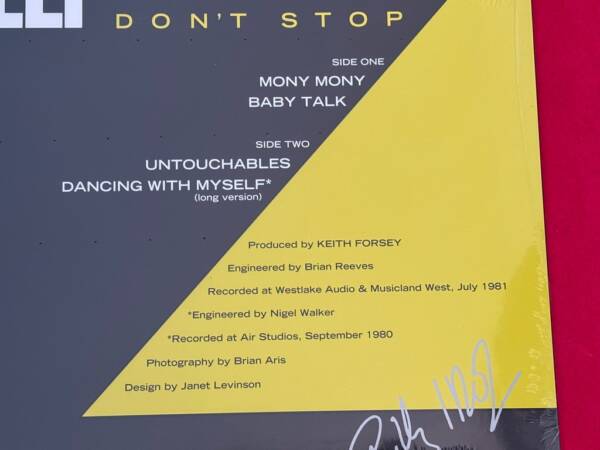 DON'T STOP
SIDE ONE
MONY MONY
BABY TALK
SIDE TWO
UNTOUCHABLES
DANCING WITH MYSELF*
(long version)
Produced by KEITH FORSEY
Engineered by Brian Reeves
Recorded at Westlake Audio & Musicland West, July 1981
*Engineered by Nigel Walker
*Recorded at Air Studios, September 1980
Photography by Brian Aris
Design by Janet Levinson
Billy Idol